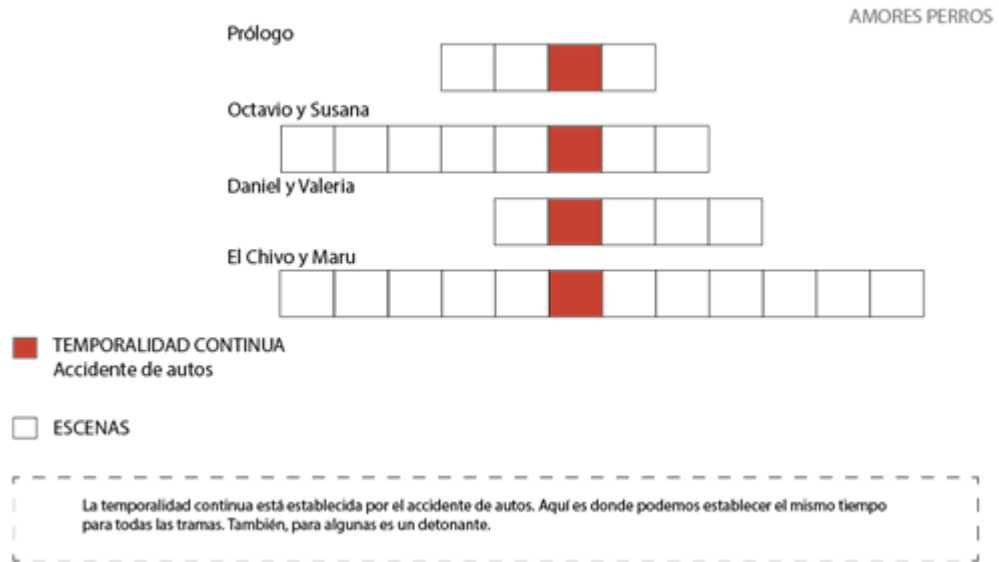 AMORES PERROS
Prólogo
Octavio y Susana
Daniel y Valeria
El Chivo y Maru
TEMPORALIDAD CONTINUA
Accidente de autos
ESCENAS
La temporalidad continua está establecida por el accidente de autos. Aquí es donde podemos establecer el mismo tiempo
para todas las tramas. También, para algunas es un detonante.